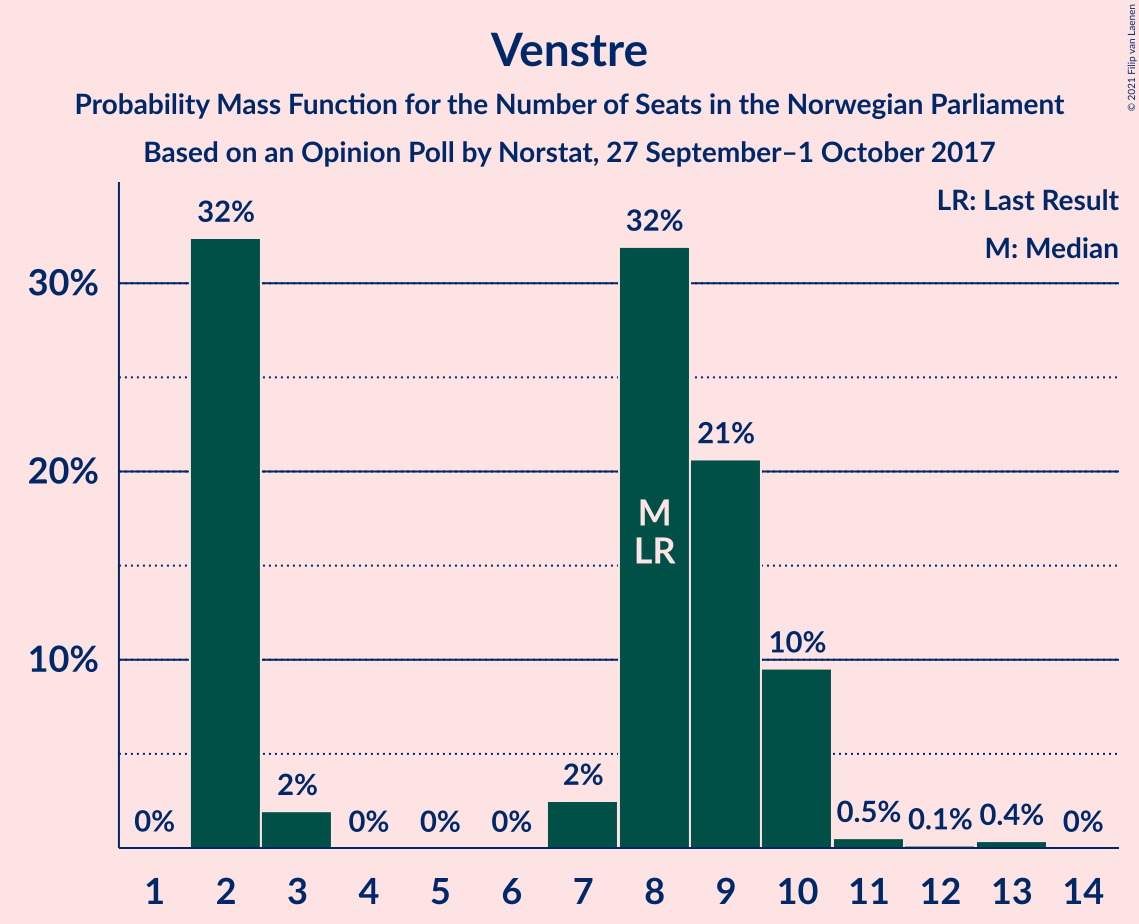 Venstre
Probability Mass Function for the Number of Seats in the Norwegian Parliament
Based on an Opinion Poll by Norstat, 27 September–1 October 2017
© 2021 Filip van Laenen
LR: Last Result
M: Median
30%
20%
10%
0%
32%
2%
0%
0%
0%
2%
32%
21%
10%
0.5%
0.1%
0.4%
0%
M
LR
1 2 3 4 5 6 7 8 9 10 11 12 13 14